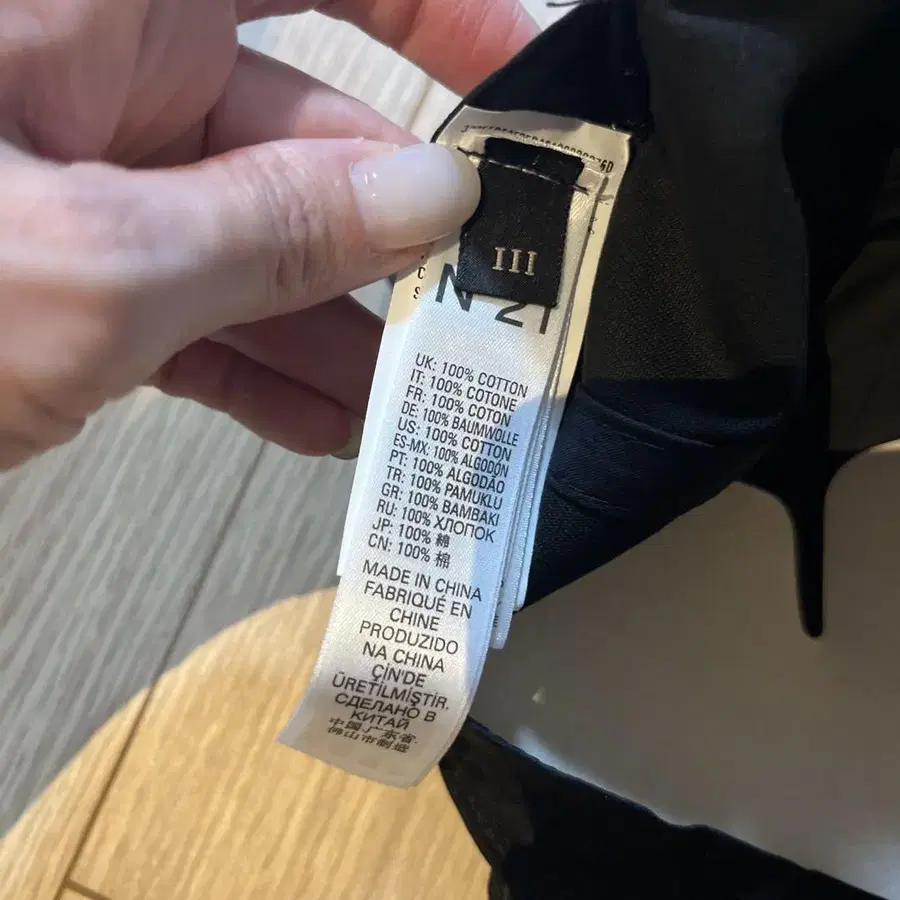 III
N 21
UK: 100% COTTON
IT: 100% COTONE
FR: 100% COTON
DE: 100% BAUMWOLLE
US: 100% COTTON
ES-MX: 100% ALGODÓN
PT: 100% ALGODÃO
TR: 100% PAMUKLU
GR: 100% BAMBAKI
RU: 100% ХЛОПОК
JP: 100% 綿
CN: 100% 棉
MADE IN CHINA
FABRIQUÉ EN
CHINE
PRODUZIDO
NA CHINA
ÇİN'DE
ÜRETİLMİŞTİR.
СДЕЛАНО В
КИТАЙ
中国广东省.
佛山市制造